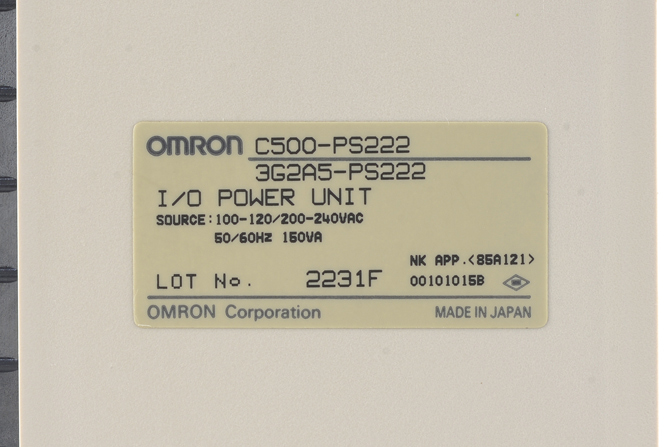 OMRON C500-PS222
3G2A5-PS222
I/O POWER UNIT
SOURCE:100-120/200-240VAC
50/60Hz 150VA
NK APP.<85A121>
LOT No. 2231F 00101015B
OMRON Corporation MADE IN JAPAN